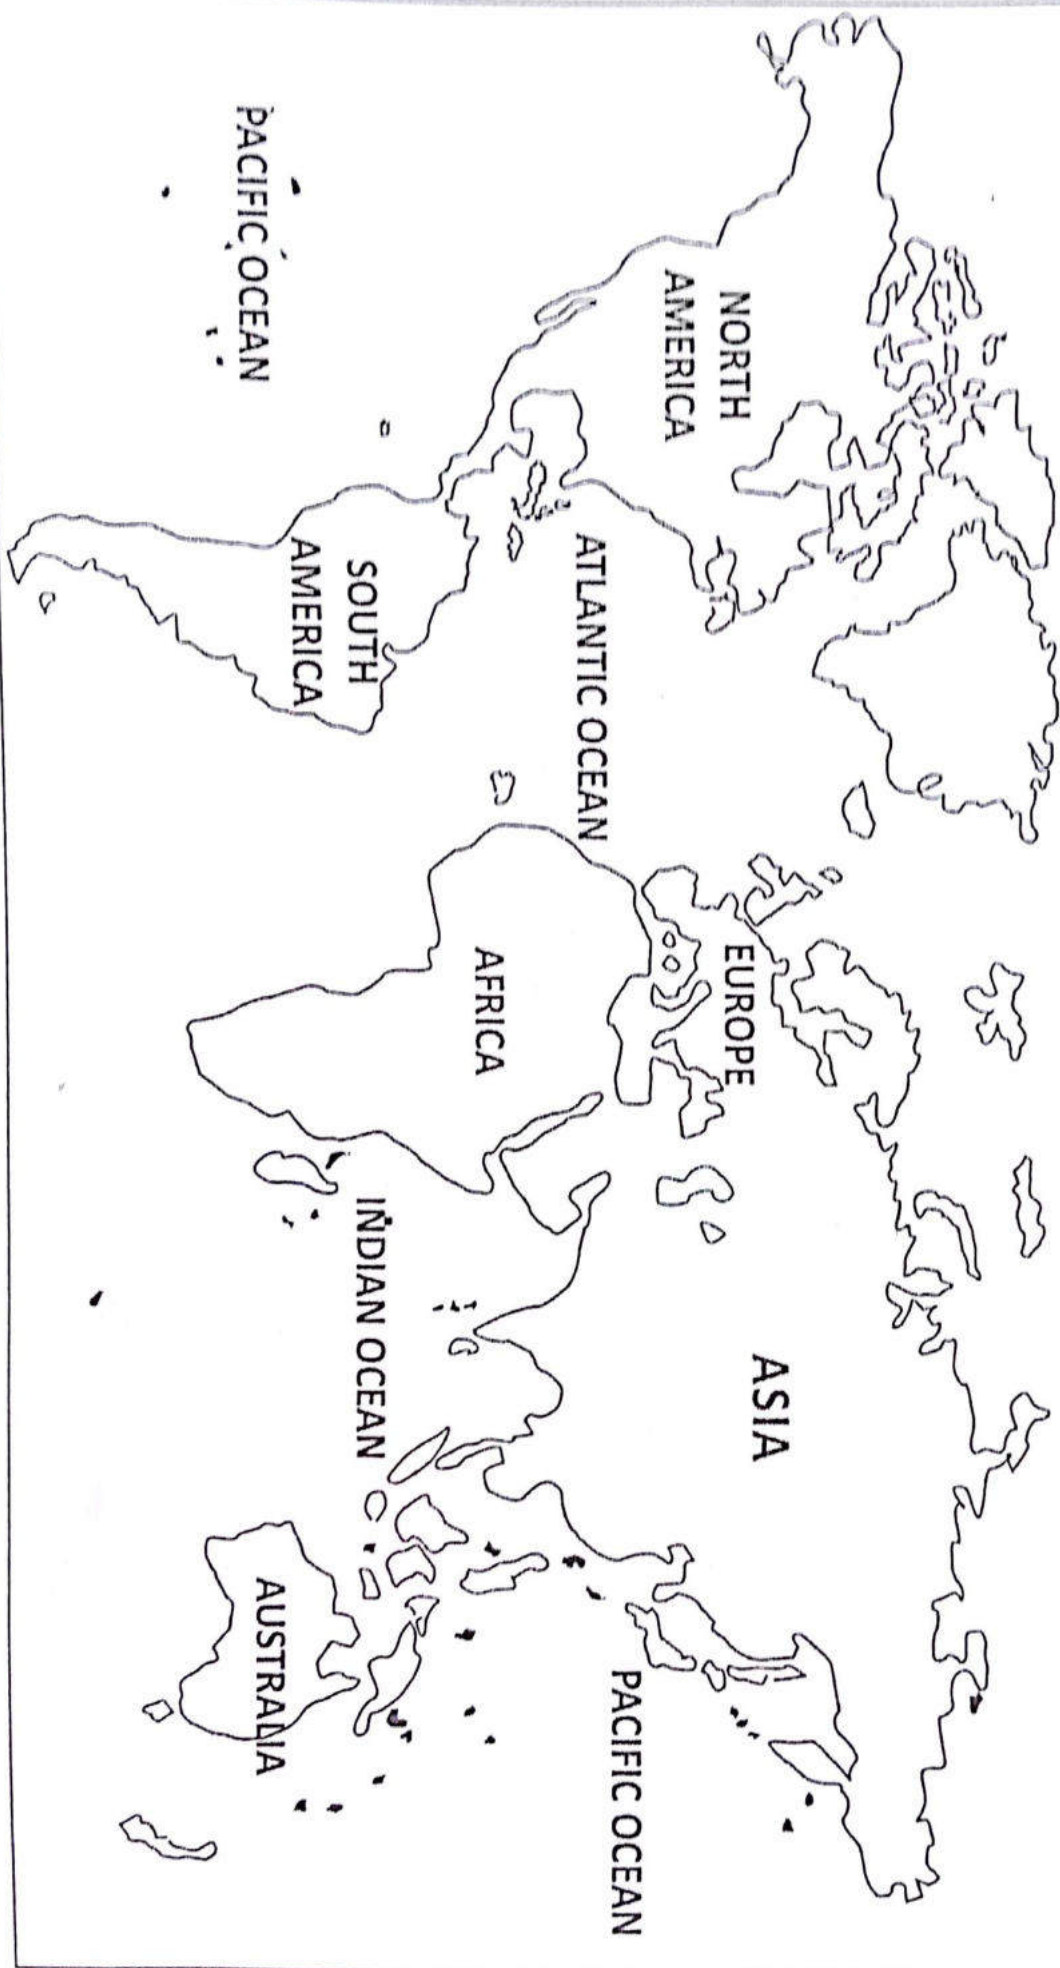 NORTH
AMERICA
EUROPE
ASIA
ATLANTIC OCEAN
PACIFIC OCEAN
AFRICA
SOUTH
AMERICA
INDIAN OCEAN
PACIFIC OCEAN
AUSTRALIA